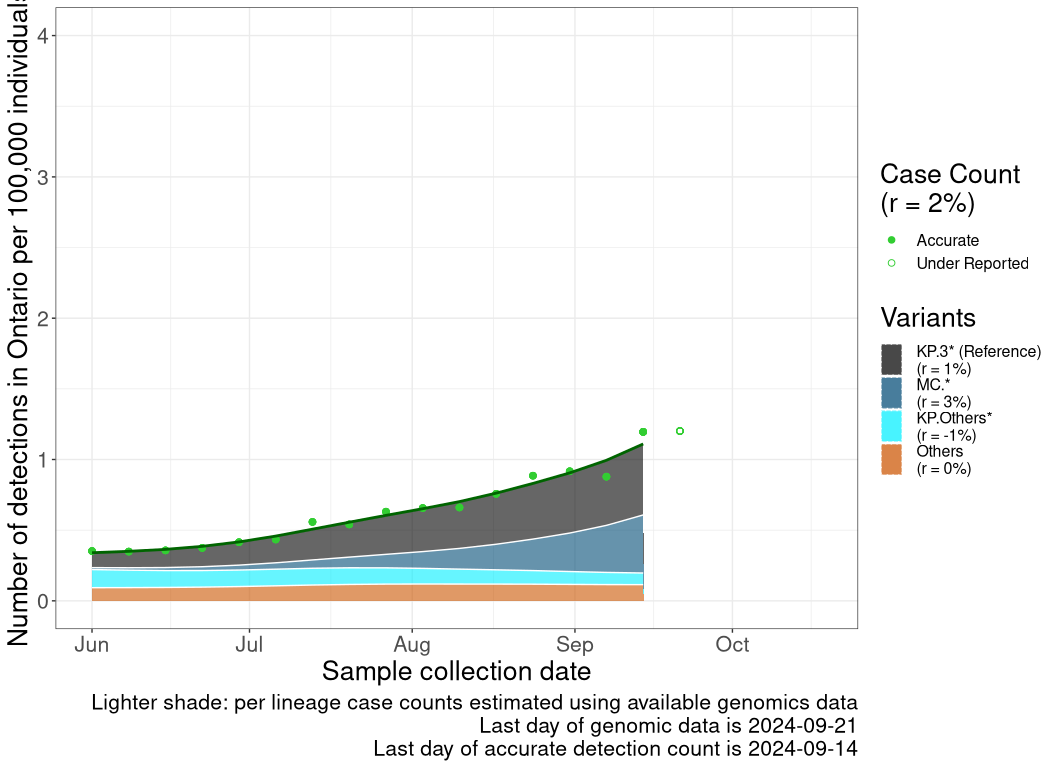 Number of detections in Ontario per 100,000 individuals
4
3
2
1
0
Jun
Jul
Aug
Sep
Oct
Sample collection date
Lighter shade: per lineage case counts estimated using available genomics data
Last day of genomic data is 2024-09-21
Last day of accurate detection count is 2024-09-14
Case Count
(r = 2%)
Accurate
Under Reported
Variants
KP.3* (Reference)
(r = 1%)
MC.*
(r = 3%)
KP.Others*
(r = -1%)
Others
(r = 0%)